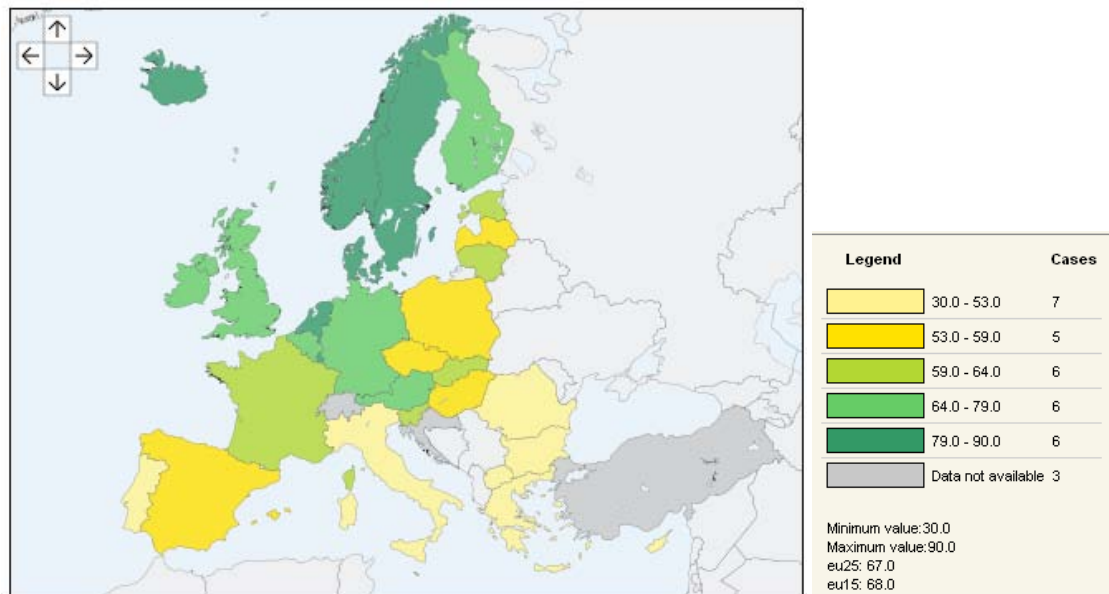 Legend Cases
30.0 - 53.0 7
53.0 - 59.0 5
59.0 - 64.0 6
64.0 - 79.0 6
79.0 - 90.0 6
Data not available 3
Minimum value:30.0
Maximum value:90.0
eu25: 67.0
eu15: 68.0